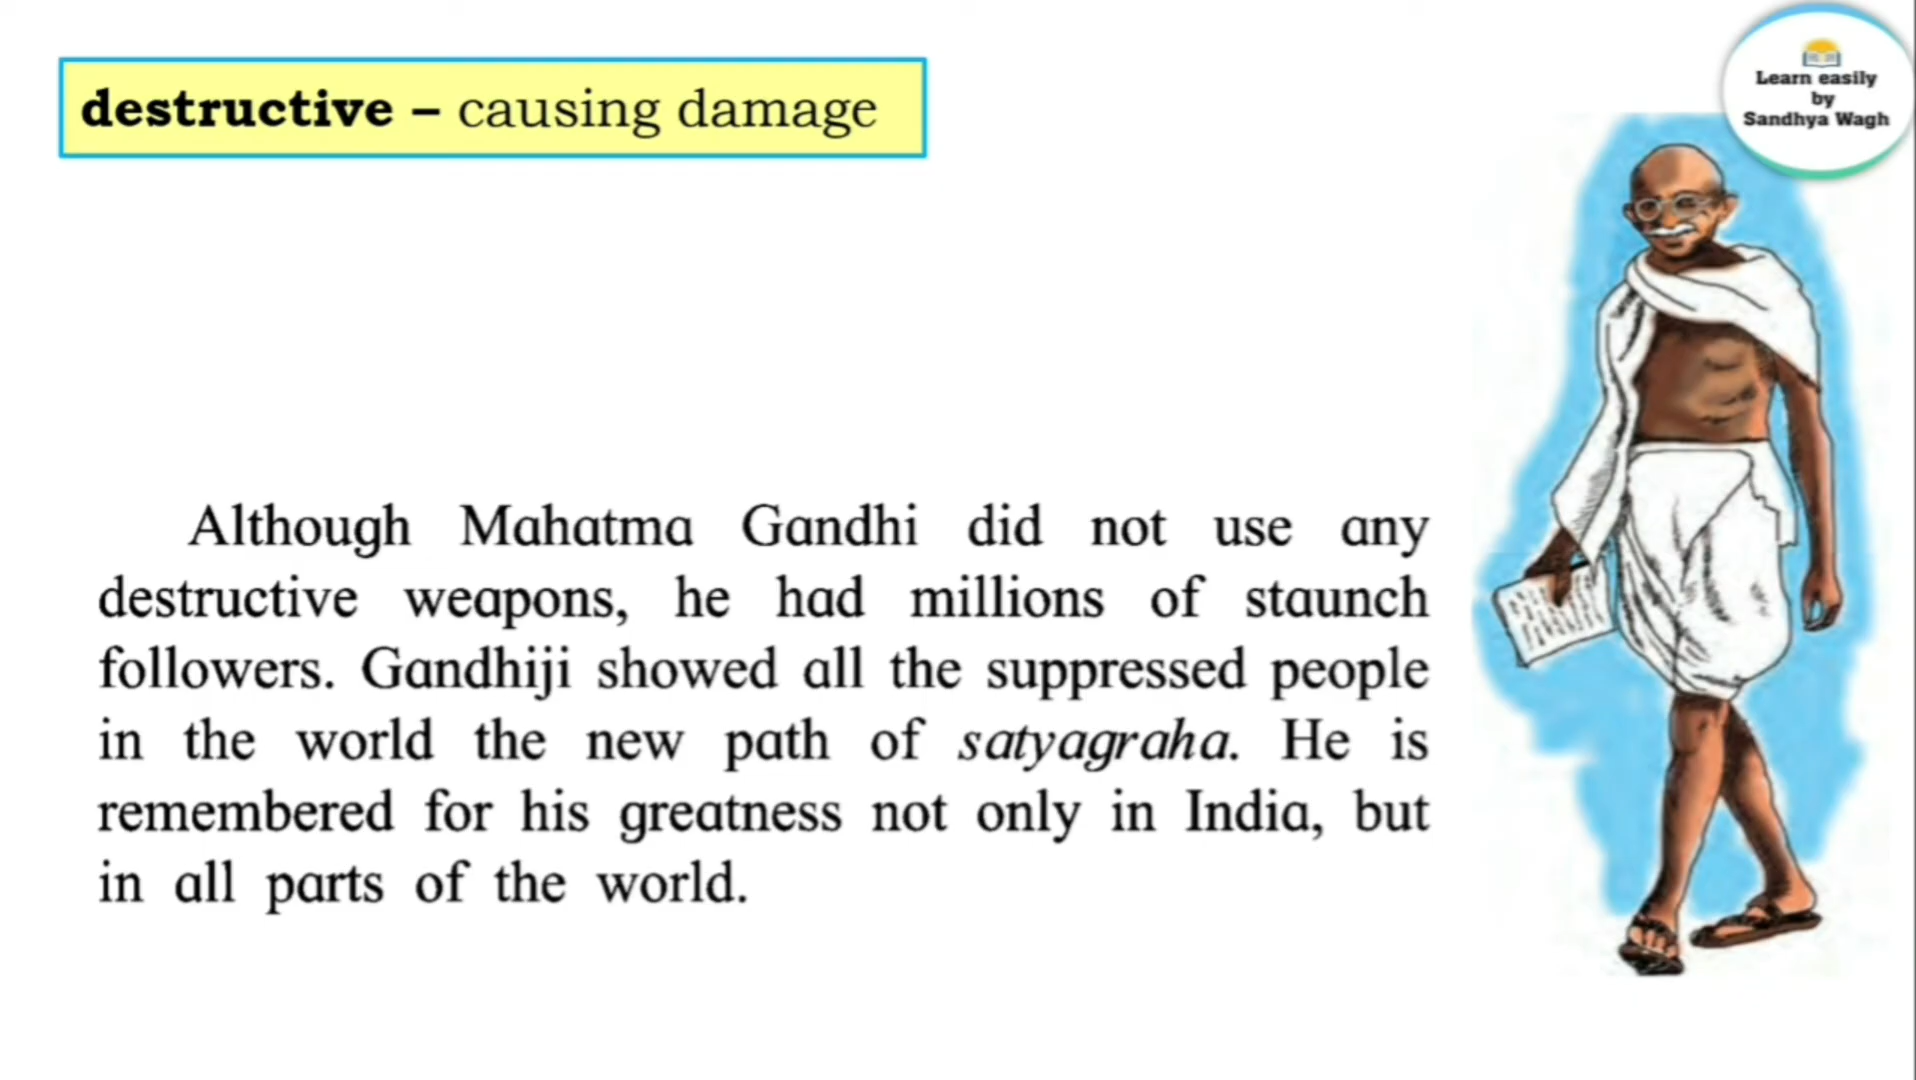 destructive – causing damage
Learn easily
by
Sandhya Wagh
Although Mahatma Gandhi did not use any
destructive weapons, he had millions of staunch
followers. Gandhiji showed all the suppressed people
in the world the new path of satyagraha. He is
remembered for his greatness not only in India, but
in all parts of the world.